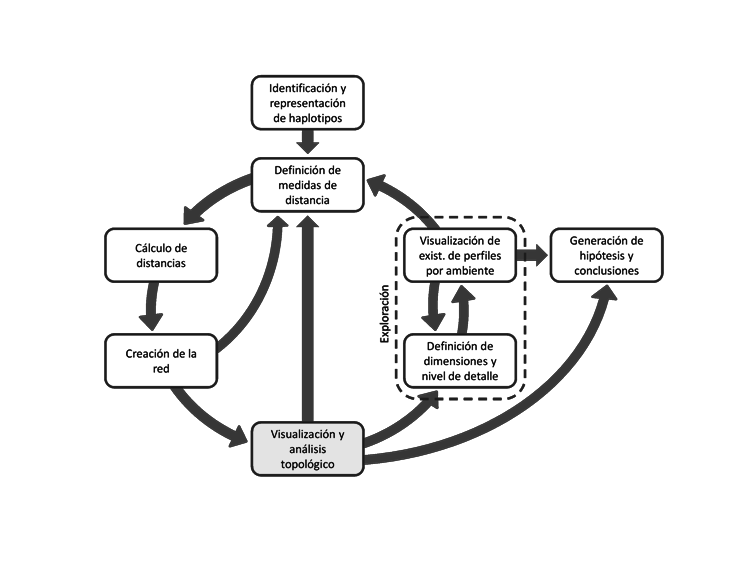 Identificación y
representación
de haplotipos
Definición de
medidas de
distancia
Cálculo de
distancias
Visualización de
exist. de perfiles
por ambiente
Generación de
hipótesis y
conclusiones
Exploración
Creación de la
red
Definición de
dimensiones y
nivel de detalle
Visualización y
análisis
topológico